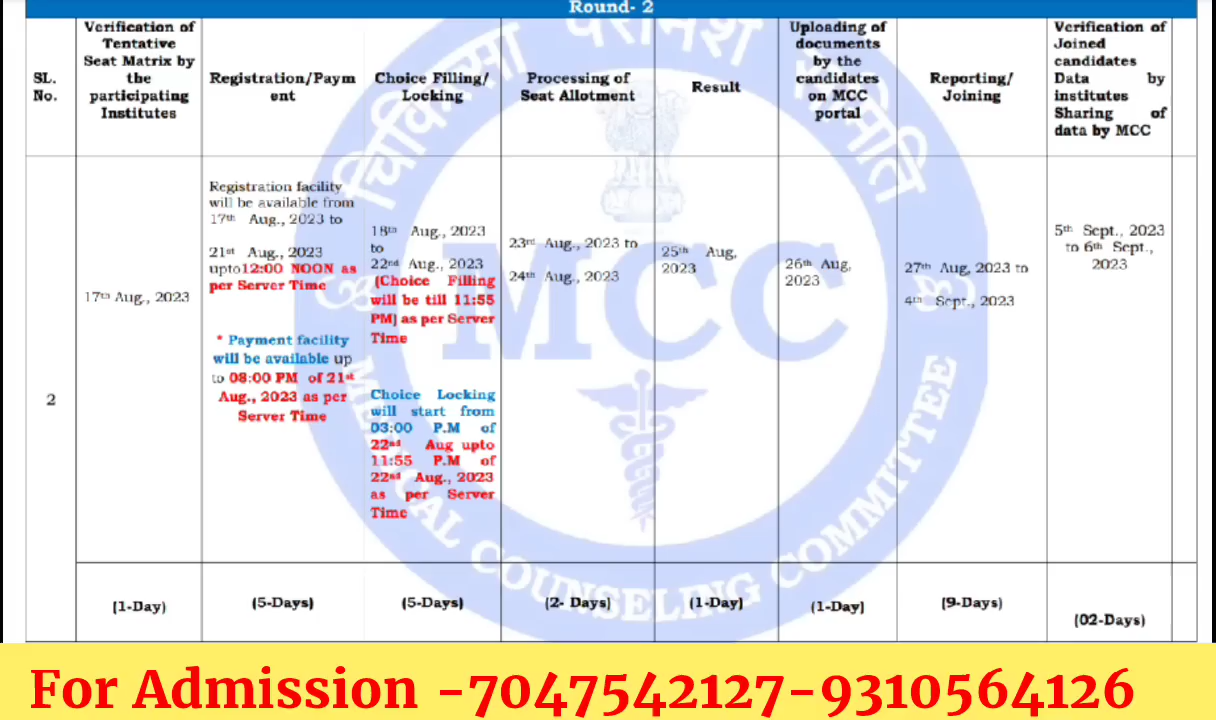 Round- 2
SL.
No.
Verification of
Tentative
Seat Matrix by
the
participating
Institutes
Registration/Paym
ent
Choice Filling/
Locking
Processing of
Seat Allotment
Result
Uploading of
documents
by the
candidates
on MCC
portal
Reporting/
Joining
Verification of
Joined
candidates
Data by
institutes
Sharing of
data by MCC
2
17th Aug., 2023
Registration facility
will be available from
17th Aug., 2023 to
21st Aug., 2023
upto12:00 NOON as
per Server Time
* Payment facility
will be available up
to 08:00 PM of 21st
Aug., 2023 as per
Server Time
18th Aug., 2023
to
22nd Aug., 2023
(Choice Filling
will be till 11:55
PM) as per Server
Time
Choice Locking
will start from
03:00 P.M of
22nd Aug upto
11:55 P.M of
22nd Aug., 2023
as per Server
Time
23rd Aug., 2023 to
24th Aug., 2023
25th Aug,
2023
26th Aug,
2023
27th Aug, 2023 to
4th Sept., 2023
5th Sept., 2023
to 6th Sept.,
2023
(1-Day)
(5-Days)
(5-Days)
(2- Days)
(1-Day)
(1-Day)
(9-Days)
(02-Days)
MCC
MEDICAL COUNSELING COMMITTEE
For Admission -7047542127-9310564126